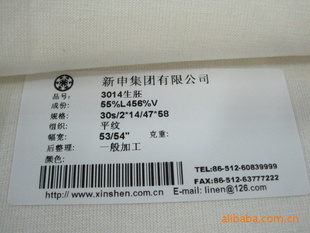 新申集团有限公司
品号: 3014生胚
成份: 55%L456%V
规格: 30s/2*14/47*58
组织: 平纹
幅宽: 53/54" 克重:
后整理: 一般加工
颜色:
TEL:86-512-60839999
FAX:86-512-63777222
http://www.xinshen.com.cn E-mail: linen@126.com
alibaba.com.cn